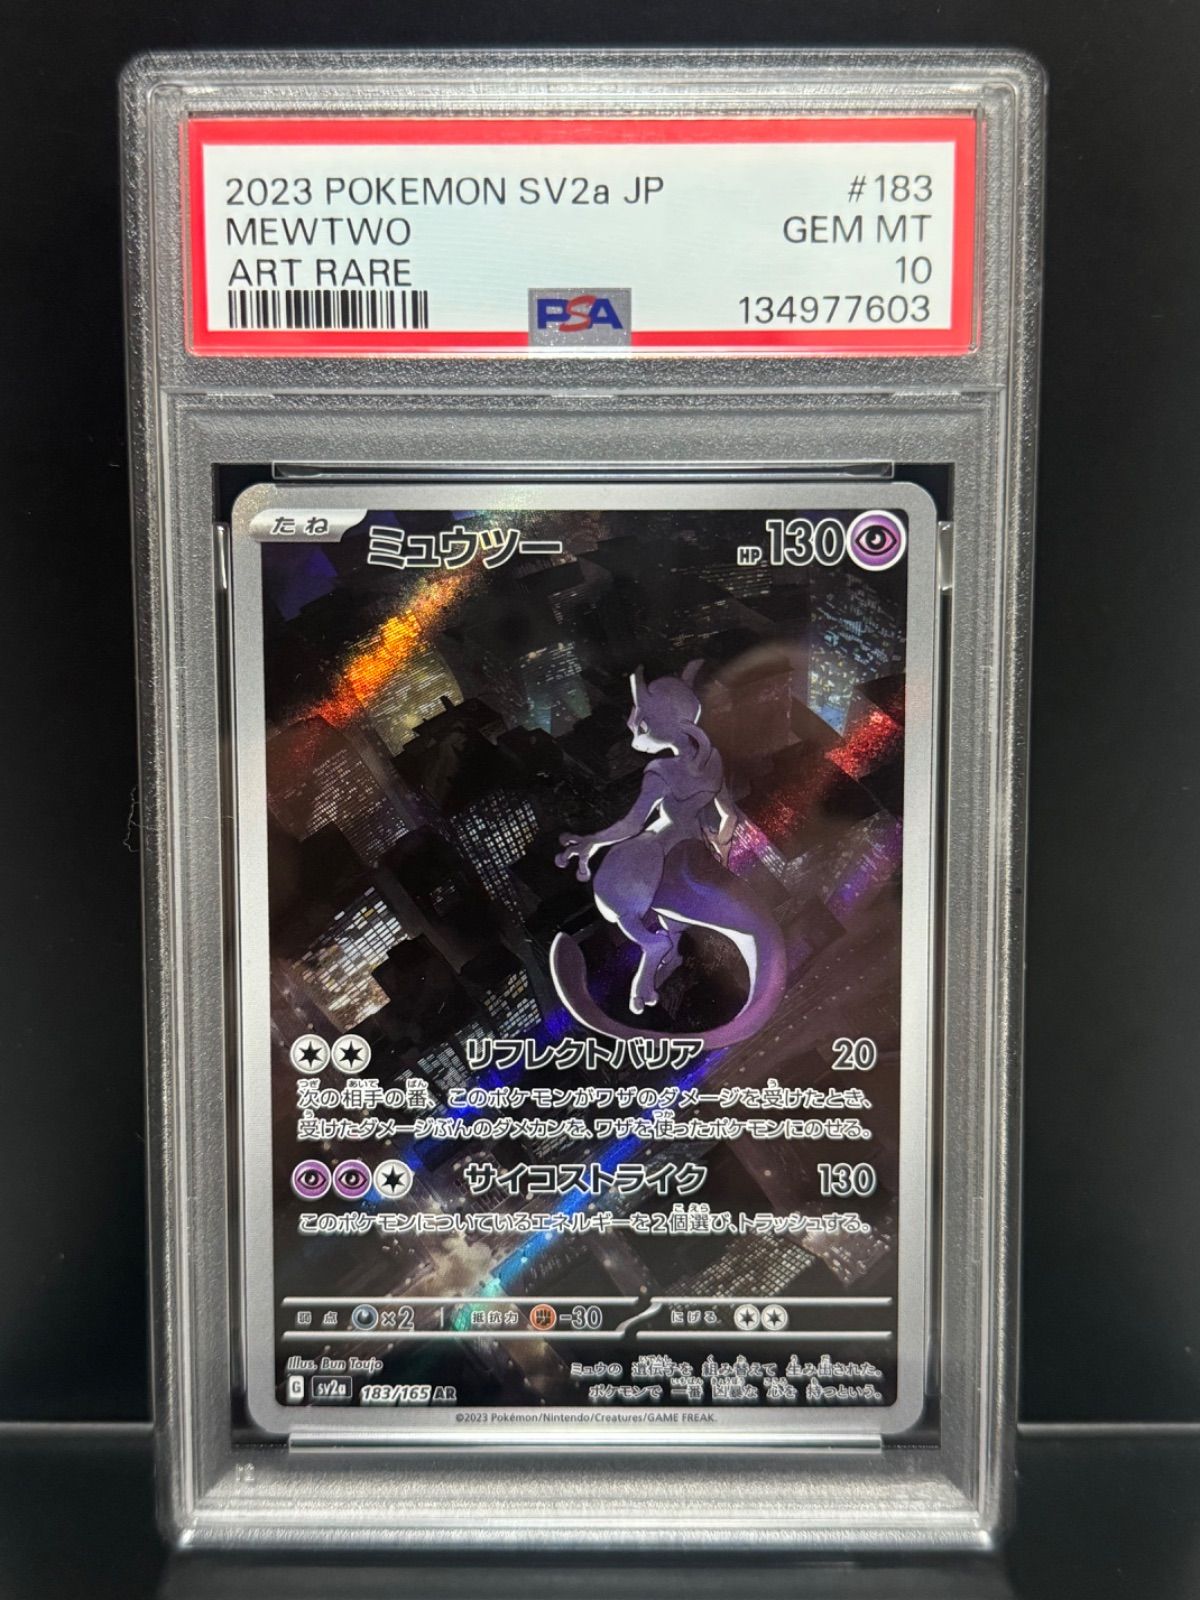 2023 POKEMON SV2a JP #183
MEWTWO GEM MT
ART RARE 10
PSA 134977603
たね ミュウツー HP 130
リフレクトバリア 20
次の相手の番、このポケモンがワザのダメージを受けたとき、
受けたダメージぶんのダメカンを、ワザを使ったポケモンにのせる。
サイコストライク 130
このポケモンについているエネルギーを2個選び、トラッシュする。
弱点 ×2 抵抗力 -30 にげる
Illus. Bun Toujo
ミュウの遺伝子を 組み替えて 生み出された。
ポケモンで 一番 凶暴な 心を 持つという。
G sv2a 183/165 AR
©2023 Pokémon/Nintendo/Creatures/GAME FREAK.